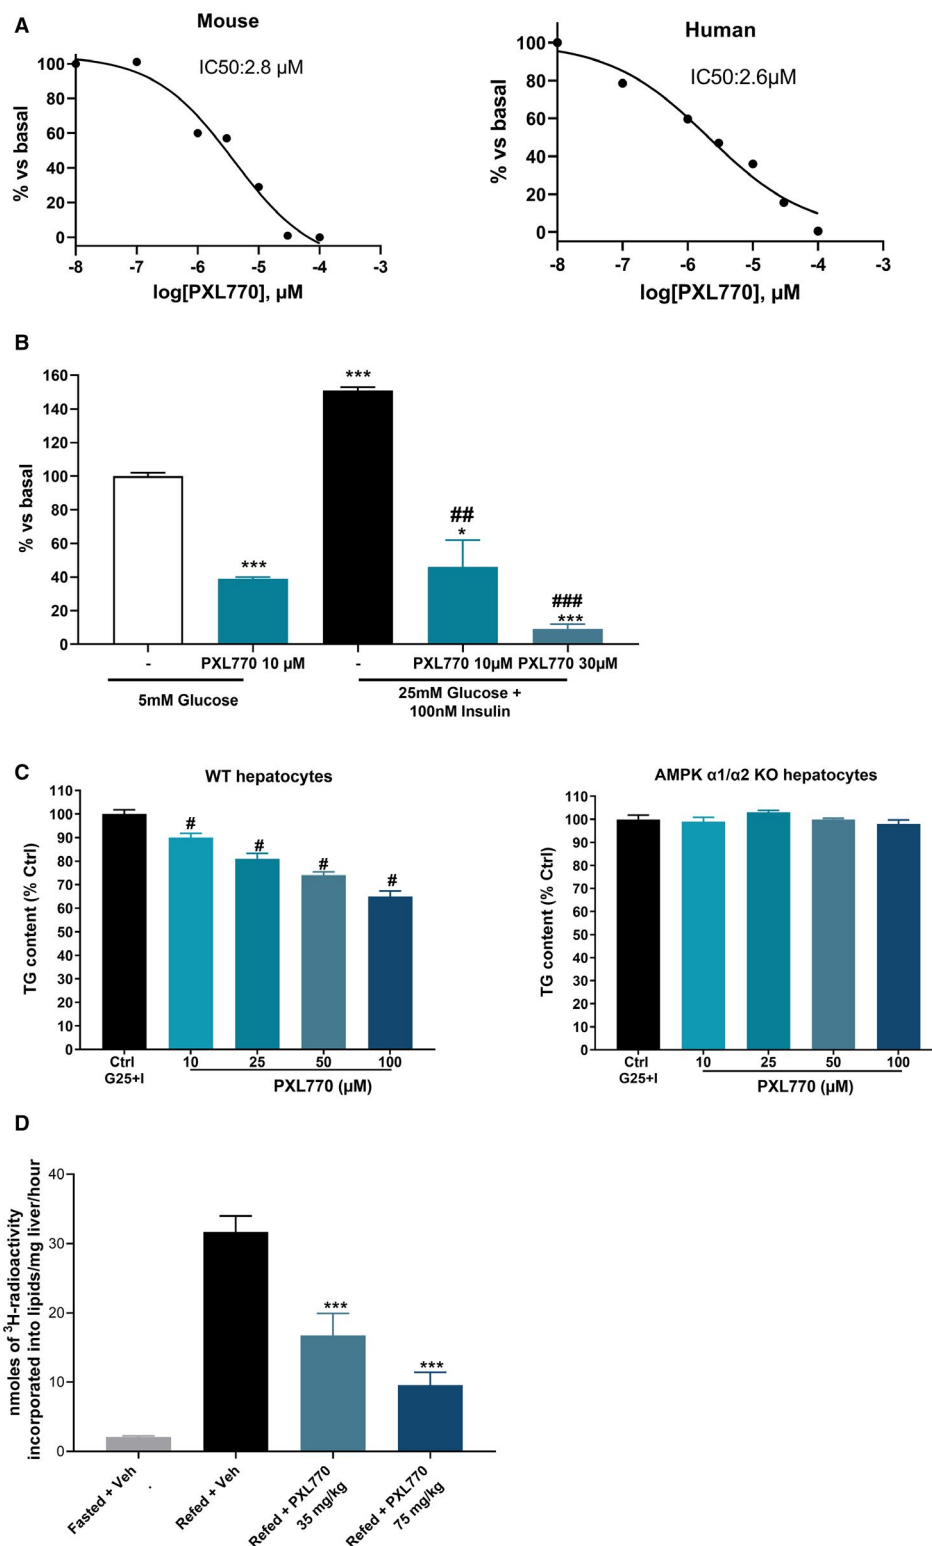 A
Mouse
IC50:2.8 µM
% vs basal
100
80
60
40
20
0
-8
-7
-6
-5
-4
-3
log[PXL770], µM
Human
IC50:2.6µM
% vs basal
100
80
60
40
20
0
-8
-7
-6
-5
-4
-3
log[PXL770], µM
B
% vs basal
160
140
120
100
80
60
40
20
0
***
***
##
*
###
***
-
PXL770 10 µM
-
PXL770 10µM
PXL770 30µM
5mM Glucose
25mM Glucose +
100nM Insulin
C
WT hepatocytes
TG content (% Ctrl)
110
100
90
80
70
60
50
40
30
20
10
0
#
#
#
#
Ctrl
G25+I
10
25
50
100
PXL770 (µM)
AMPK α1/α2 KO hepatocytes
TG content (% Ctrl)
110
100
90
80
70
60
50
40
30
20
10
0
Ctrl
G25+I
10
25
50
100
PXL770 (µM)
D
nmoles of ³H-radioactivity
incorporated into lipids/mg liver/hour
40
30
20
10
0
***
***
Fasted + Veh
.
Refed + Veh
Refed + PXL770
35 mg/kg
Refed + PXL770
75 mg/kg